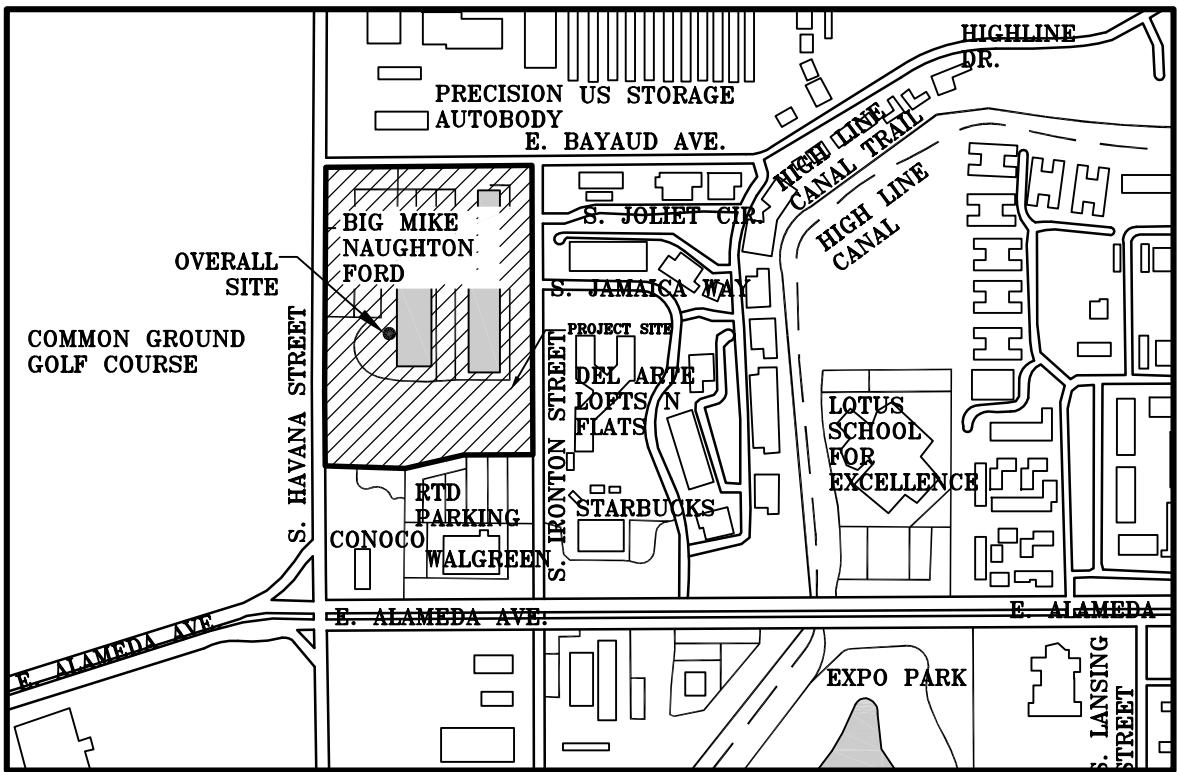 HIGHLINE
DR.
PRECISION
AUTOBODY
US STORAGE
E. BAYAUD AVE.
HIGH LINE
CANAL TRAIL
HIGH LINE
CANAL
S. JOLIET CIR.
BIG MIKE
NAUGHTON
FORD
OVERALL
SITE
S. JAMAICA WAY
PROJECT SITE
COMMON GROUND
GOLF COURSE
S. HAVANA STREET
S. IRONTON STREET
DEL ARTE
LOFTS N
FLATS
LOTUS
SCHOOL
FOR
EXCELLENCE
RTD
PARKING
STARBUCKS
CONOCO
WALGREEN
E. ALAMEDA AVE.
E. ALAMEDA
E. ALAMEDA AVE
EXPO PARK
S. LANSING
STREET